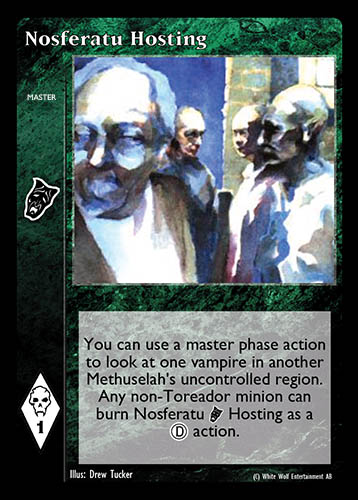 Nosferatu Hosting
MASTER
You can use a master phase action
to look at one vampire in another
Methuselah's uncontrolled region.
Any non-Toreador minion can
burn Nosferatu Hosting as a
D action.
1
Illus: Drew Tucker
(C) White Wolf Entertainment AB